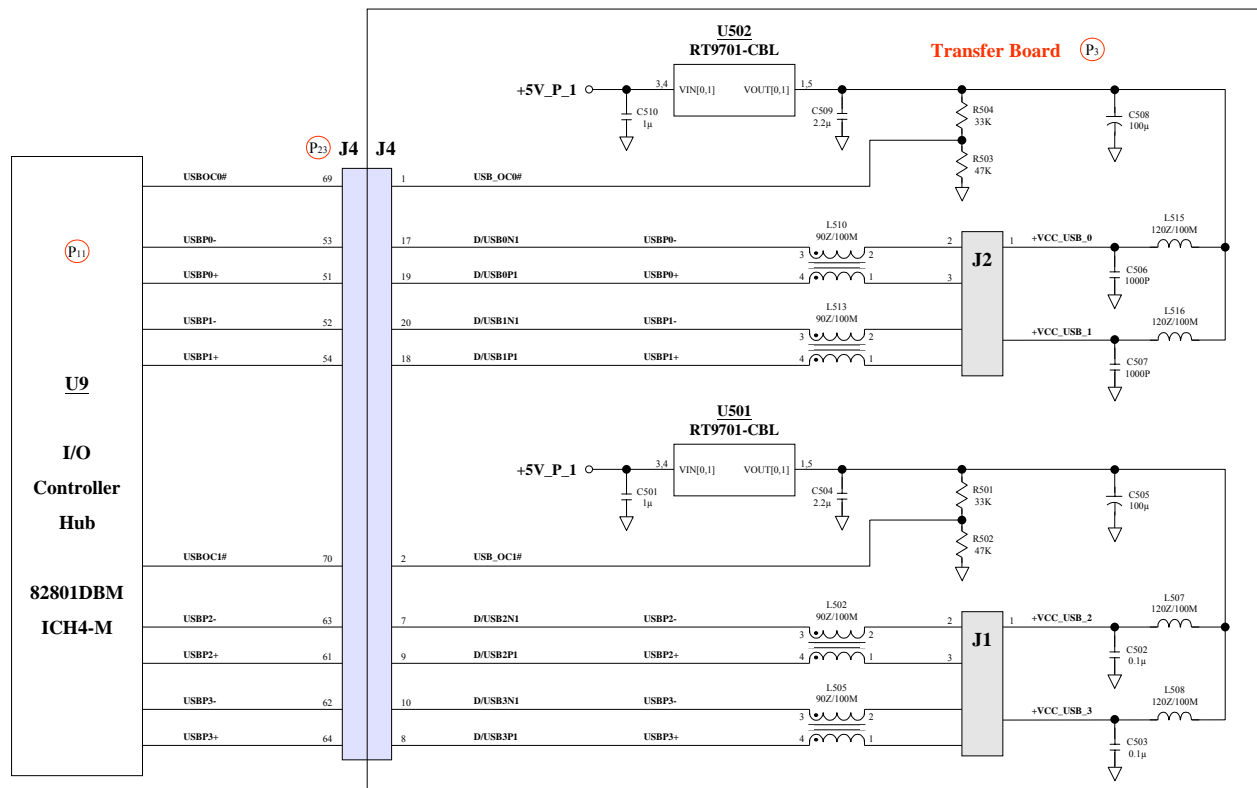 U502
RT9701-CBL
Transfer Board P3
+5V_P_1
3,4
VIN[0,1]
VOUT[0,1]
1,5
C510
1µ
C509
2.2µ
R504
33K
C508
100µ
R503
47K
P23 J4 J4
USBOC0# 69 1 USB_OC0#
P11
USBP0- 53 17 D/USB0N1 USBP0-
L510
90Z/100M
3 2
4 1
USBP0+ 51 19 D/USB0P1 USBP0+
2
3
J2
1 +VCC_USB_0
L515
120Z/100M
C506
1000P
USBP1- 52 20 D/USB1N1 USBP1-
L513
90Z/100M
3 2
4 1
USBP1+ 54 18 D/USB1P1 USBP1+
+VCC_USB_1
L516
120Z/100M
C507
1000P
U9
I/O
Controller
Hub
82801DBM
ICH4-M
U501
RT9701-CBL
+5V_P_1
3,4
VIN[0,1]
VOUT[0,1]
1,5
C501
1µ
C504
2.2µ
R501
33K
C505
100µ
R502
47K
USBOC1# 70 2 USB_OC1#
USBP2- 63 7 D/USB2N1 USBP2-
L502
90Z/100M
3 2
4 1
USBP2+ 61 9 D/USB2P1 USBP2+
2
3
J1
1 +VCC_USB_2
L507
120Z/100M
C502
0.1µ
USBP3- 62 10 D/USB3N1 USBP3-
L505
90Z/100M
3 2
4 1
USBP3+ 64 8 D/USB3P1 USBP3+
+VCC_USB_3
L508
120Z/100M
C503
0.1µ